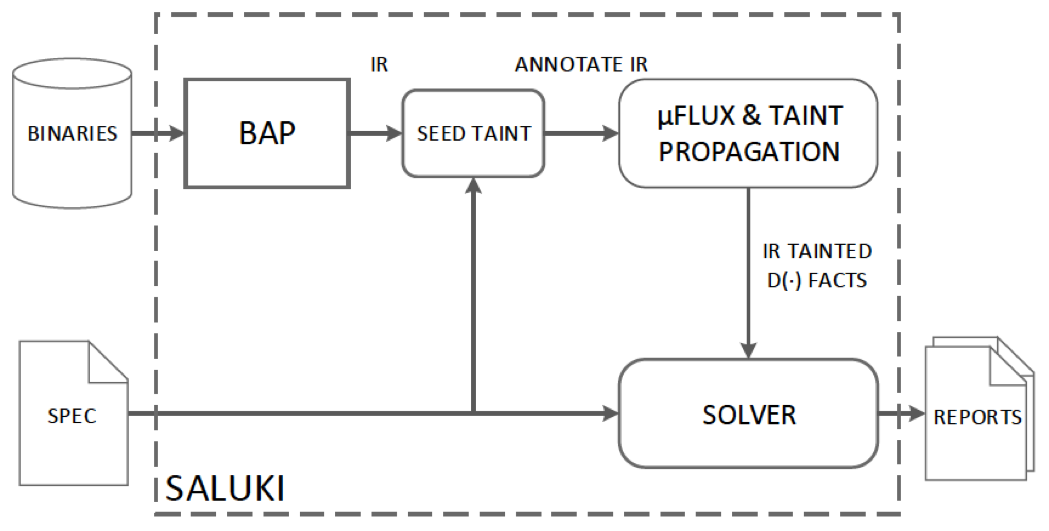 IR
ANNOTATE IR
BINARIES
BAP
SEED TAINT
µFLUX & TAINT
PROPAGATION
IR TAINTED
D(·) FACTS
SPEC
SOLVER
REPORTS
SALUKI